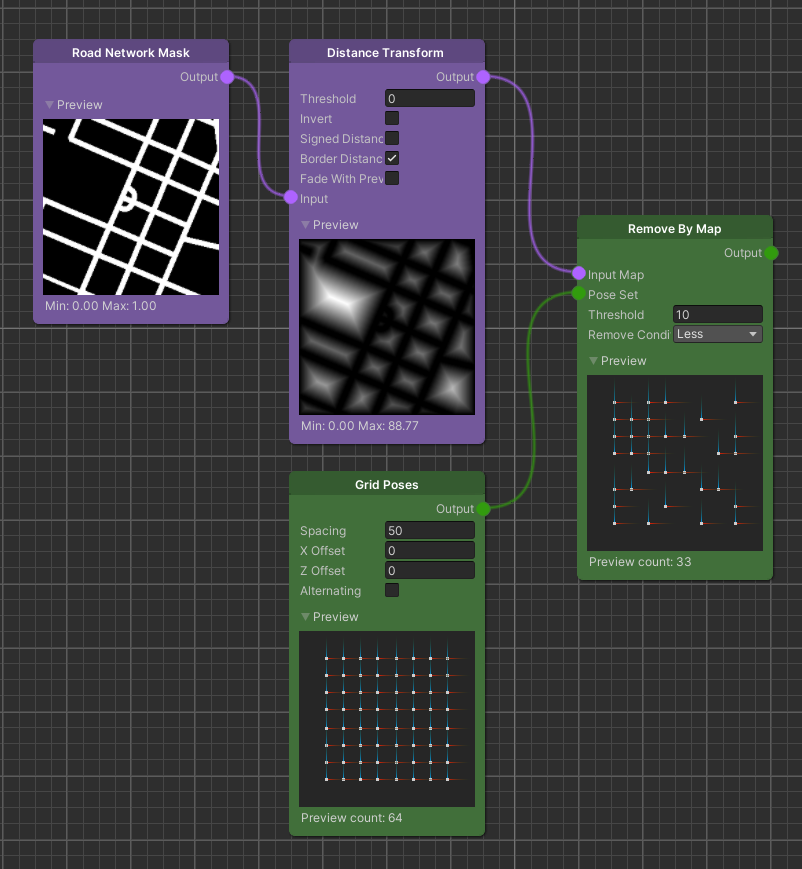 Road Network Mask
Output
Preview
Min: 0.00 Max: 1.00
Distance Transform
Output
Threshold 0
Invert
Signed Distanc
Border Distanc
Fade With Prev
Input
Preview
Min: 0.00 Max: 88.77
Grid Poses
Output
Spacing 50
X Offset 0
Z Offset 0
Alternating
Preview
Preview count: 64
Remove By Map
Output
Input Map
Pose Set
Threshold 10
Remove Condi Less
Preview
Preview count: 33